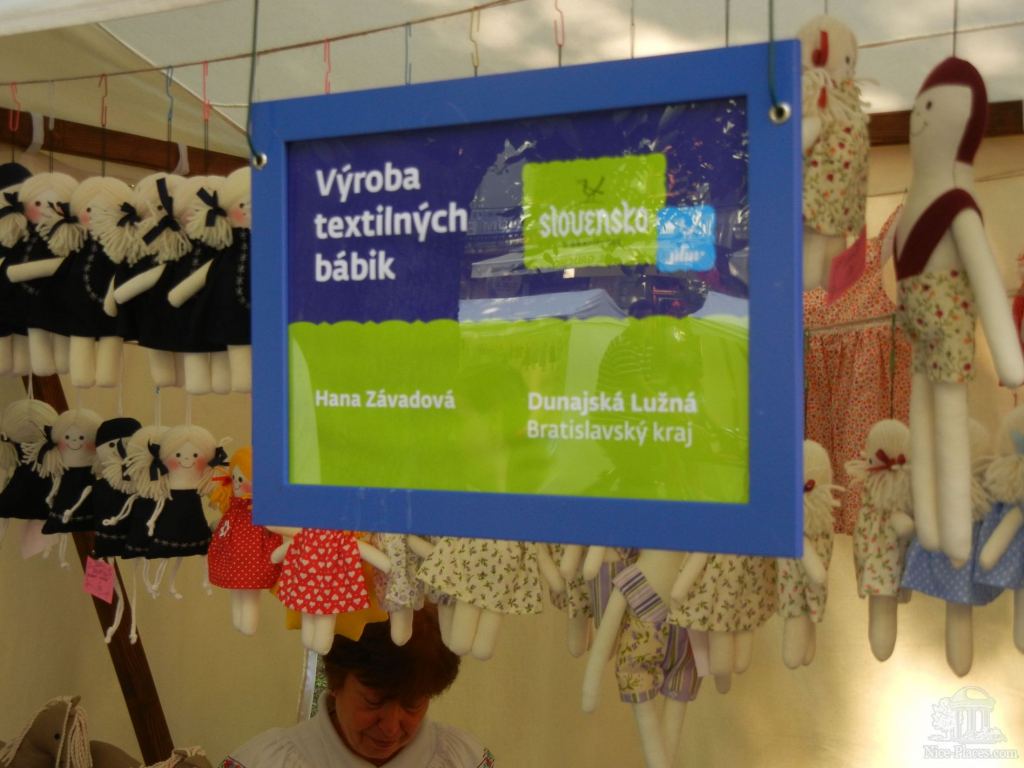 Výroba
textilných
bábik
slovensko
Hana Závadová
Dunajská Lužná
Bratislavský kraj
Nice-Places.com